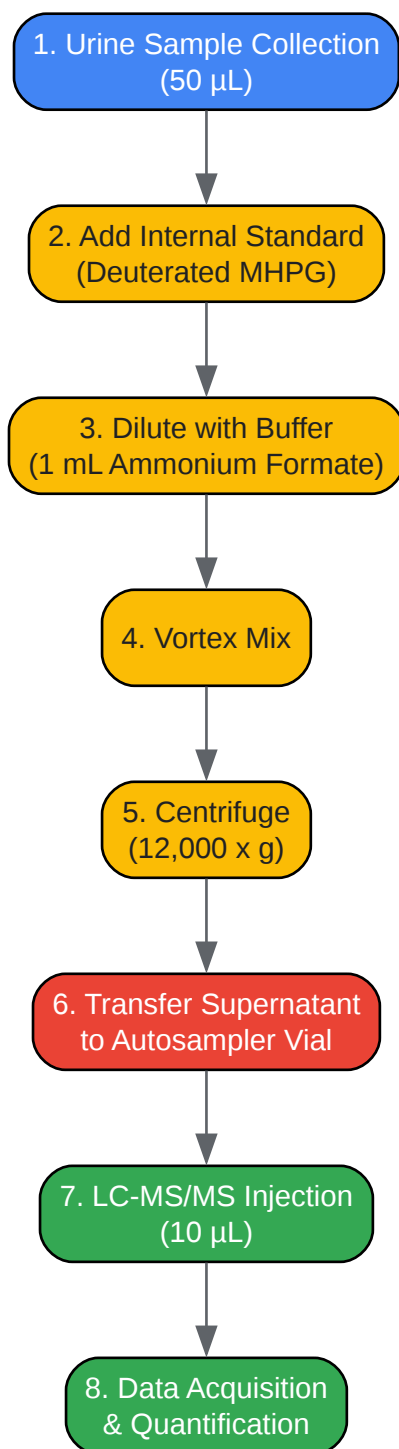 1. Urine Sample Collection
(50 µL)
2. Add Internal Standard
(Deuterated MHPG)
3. Dilute with Buffer
(1 mL Ammonium Formate)
4. Vortex Mix
5. Centrifuge
(12,000 x g)
6. Transfer Supernatant
to Autosampler Vial
7. LC-MS/MS Injection
(10 µL)
8. Data Acquisition
& Quantification